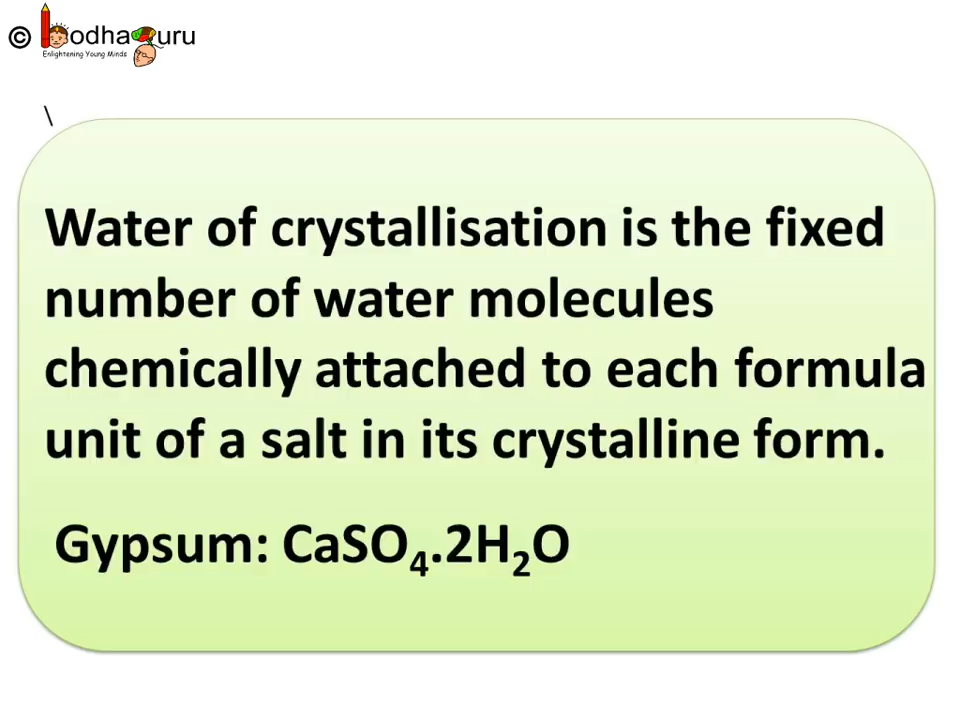 © BodhaGuru
Enlightening Young Minds
\
Water of crystallisation is the fixed
number of water molecules
chemically attached to each formula
unit of a salt in its crystalline form.
Gypsum: CaSO₄.2H₂O